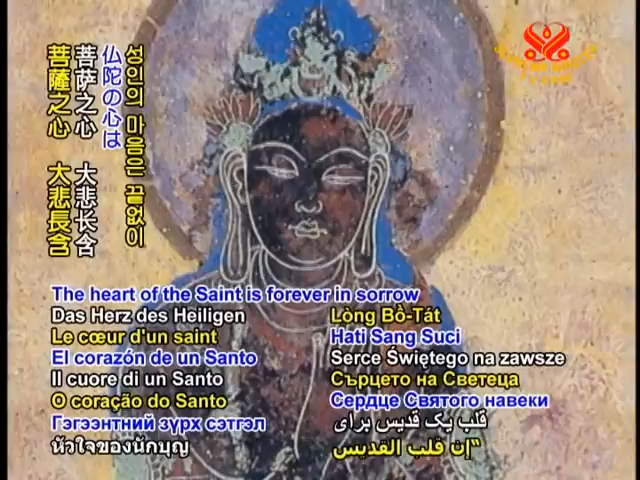 성인의 마음은 끝없이
仏陀の心は
菩萨之心 大悲长含
菩薩之心 大悲長含
The heart of the Saint is forever in sorrow
Das Herz des Heiligen
Le cœur d'un saint
El corazón de un Santo
Il cuore di un Santo
O coração do Santo
Гэгээнтний зүрх сэтгэл
หัวใจของนักบุญ
Lòng Bồ-Tát
Hati Sang Suci
Serce Świętego na zawsze
Сърцето на Светеца
Сердце Святого навеки
قلب یک قدیس برای
"إن قلب القديس